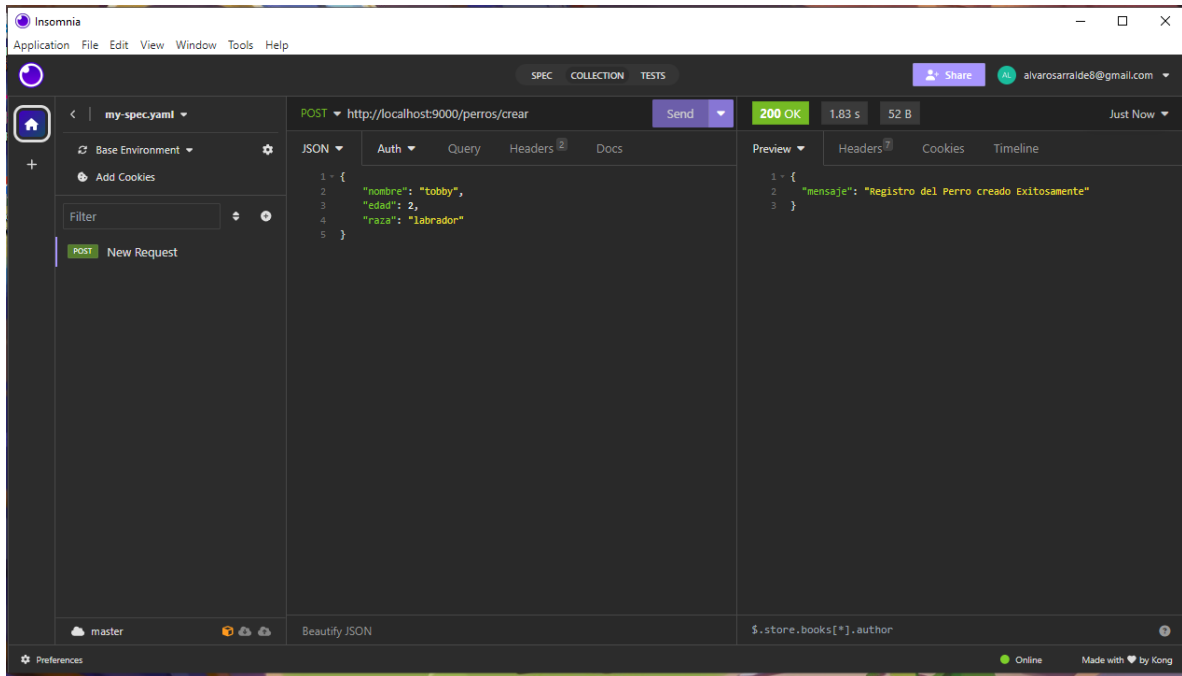 Insomnia
Application File Edit View Window Tools Help
SPEC COLLECTION TESTS
Share
AL alvarosarralde8@gmail.com
my-spec.yaml
POST http://localhost:9000/perros/crear Send
200 OK 1.83 s 52 B Just Now
Base Environment
JSON Auth Query Headers 2 Docs
Preview Headers 7 Cookies Timeline
Add Cookies
Filter
POST New Request
1 {
2 "nombre": "tobby",
3 "edad": 2,
4 "raza": "labrador"
5 }
1 {
2 "mensaje": "Registro del Perro creado Exitosamente"
3 }
master
Beautify JSON
$.store.books[*].author
Preferences
Online
Made with ♥ by Kong